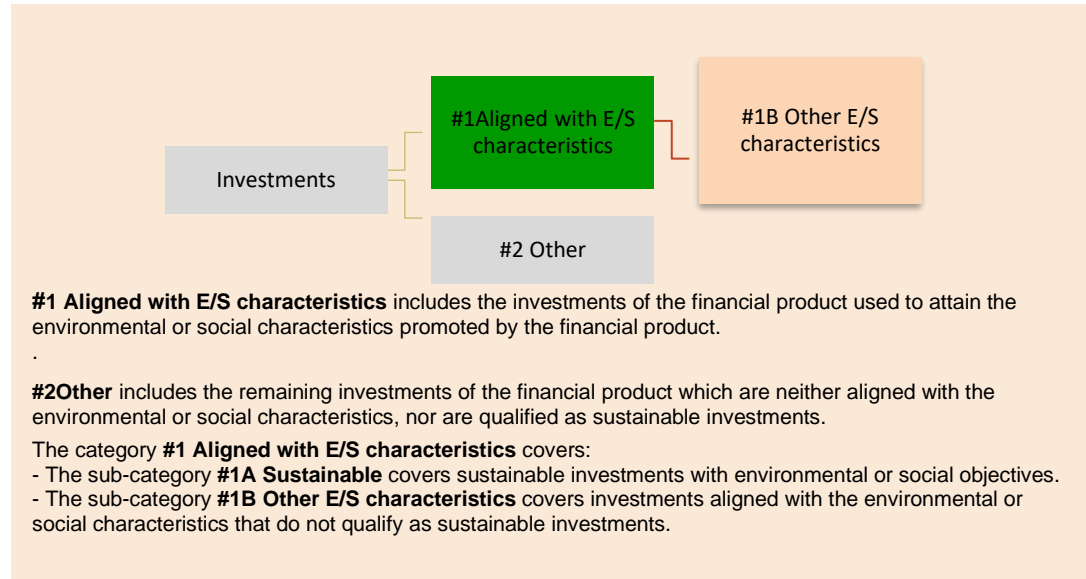 #1Aligned with E/S
characteristics
#1B Other E/S
characteristics
Investments
#2 Other
#1 Aligned with E/S characteristics includes the investments of the financial product used to attain the
environmental or social characteristics promoted by the financial product.
.
#2Other includes the remaining investments of the financial product which are neither aligned with the
environmental or social characteristics, nor are qualified as sustainable investments.
The category #1 Aligned with E/S characteristics covers:
- The sub-category #1A Sustainable covers sustainable investments with environmental or social objectives.
- The sub-category #1B Other E/S characteristics covers investments aligned with the environmental or
social characteristics that do not qualify as sustainable investments.